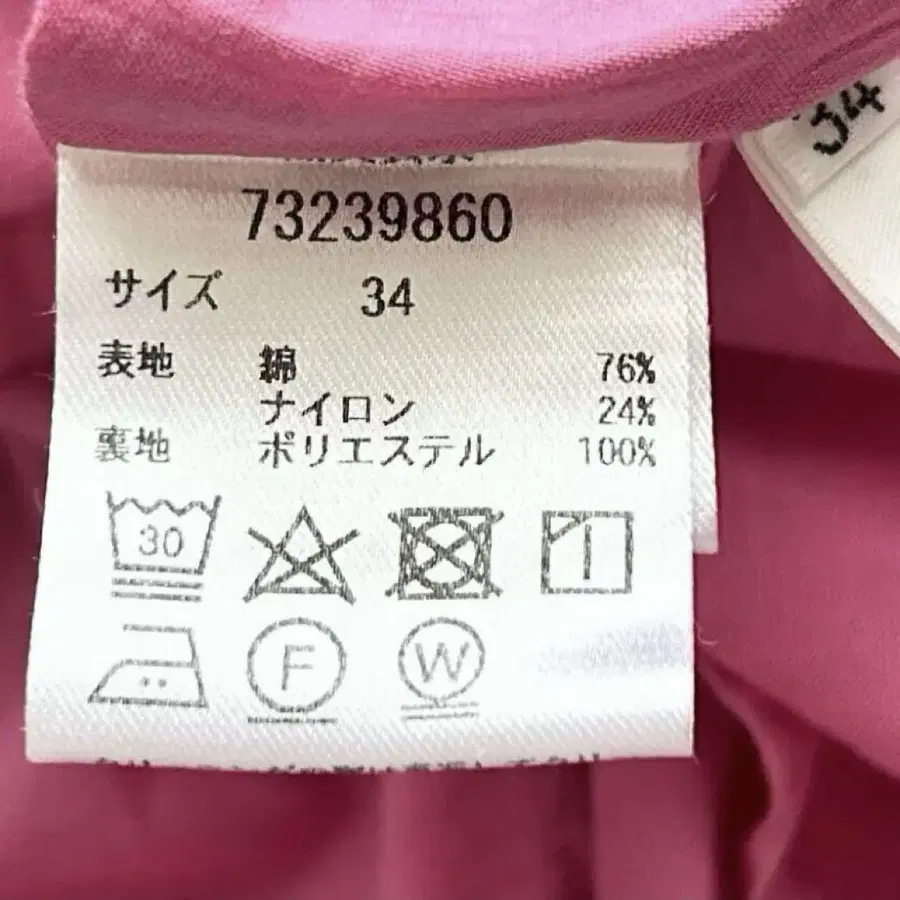 34
73239860
サイズ 34
表地 綿 76%
ナイロン 24%
裏地 ポリエステル 100%
30
F
W